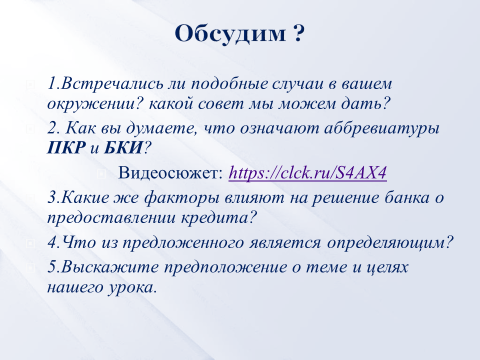 Обсудим ?
1.Встречались ли подобные случаи в вашем
окружении? какой совет мы можем дать?
2. Как вы думаете, что означают аббревиатуры
ПКР и БКИ?
Видеосюжет: https://clck.ru/S4AX4
3.Какие же факторы влияют на решение банка о
предоставлении кредита?
4.Что из предложенного является определяющим?
5.Выскажите предположение о теме и целях
нашего урока.